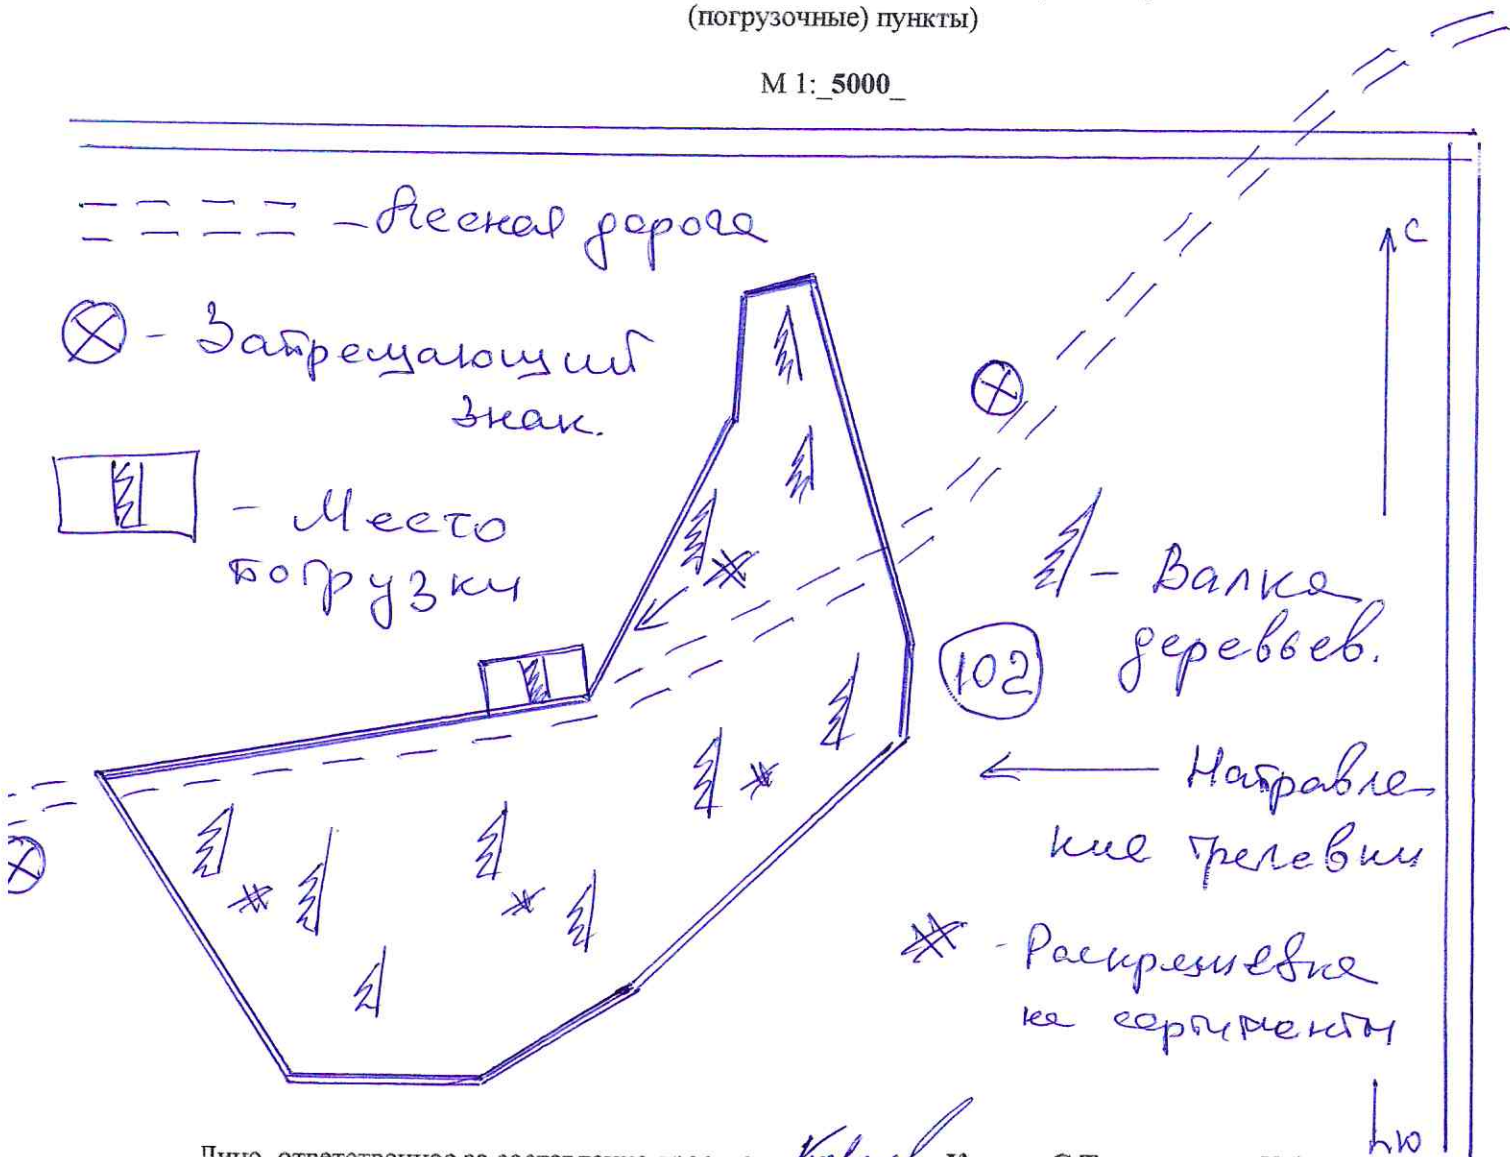 (погрузочные) пункты)
М 1:_5000_
- Лесная дорога
С
- Запрещающий
знак.
- Место
погрузки
- Валка
деревьев.
102
Направле-
ние трелевки
- Раскряжевка
на сортименты
Ю
Лицо, ответственное за составление